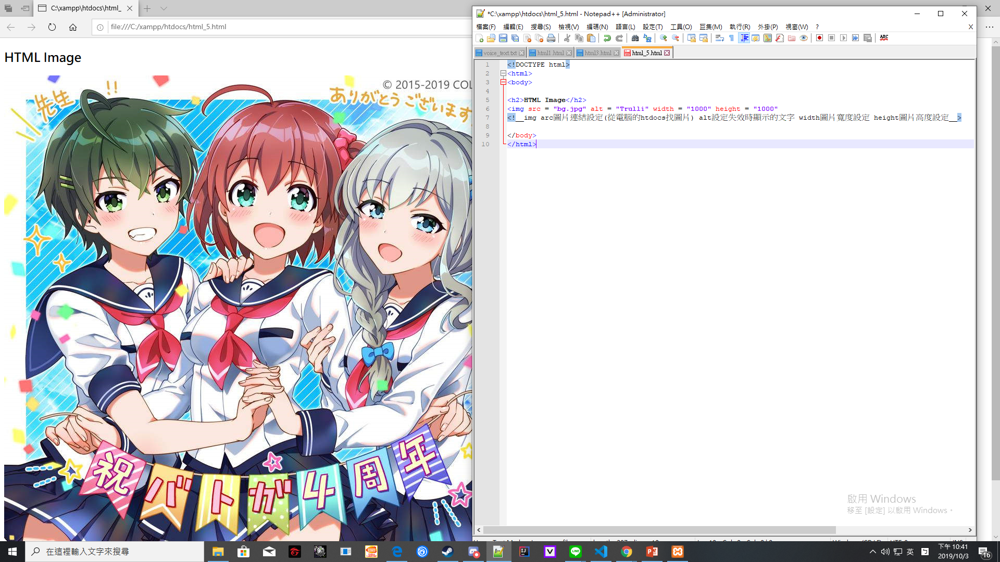 C:\xampp\htdocs\html_
file:///C:/xampp/htdocs/html_5.html
HTML Image
© 2015-2019 COL
先生!!
ありがとうございます
祝バトガ4周年
*C:\xampp\htdocs\html_5.html - Notepad++ [Administrator]
檔案(F) 編輯(E) 搜尋(S) 檢視(V) 編碼(N) 語言(L) 設定(T) 工具(O) 巨集(M) 執行(R) 外掛(P) 視窗(W) ? X
ABC
voice_text.txt html1.html html3.html html_5.html
1 <!DOCTYPE html>
2 <html>
3 <body>
4
5 <h2>HTML Image</h2>
6 <img src = "bg.jpg" alt = "Trulli" width = "1000" height = "1000"
7 <!__img arc圖片連結設定(從電腦的htdocs找圖片) alt設定失效時顯示的文字 width圖片寬度設定 height圖片高度設定__>
8
9 </body>
10 </html>
啟用 Windows
移至 [設定] 以啟用 Windows。
在這裡輸入文字來搜尋
英
下午 10:41
2019/10/3
16